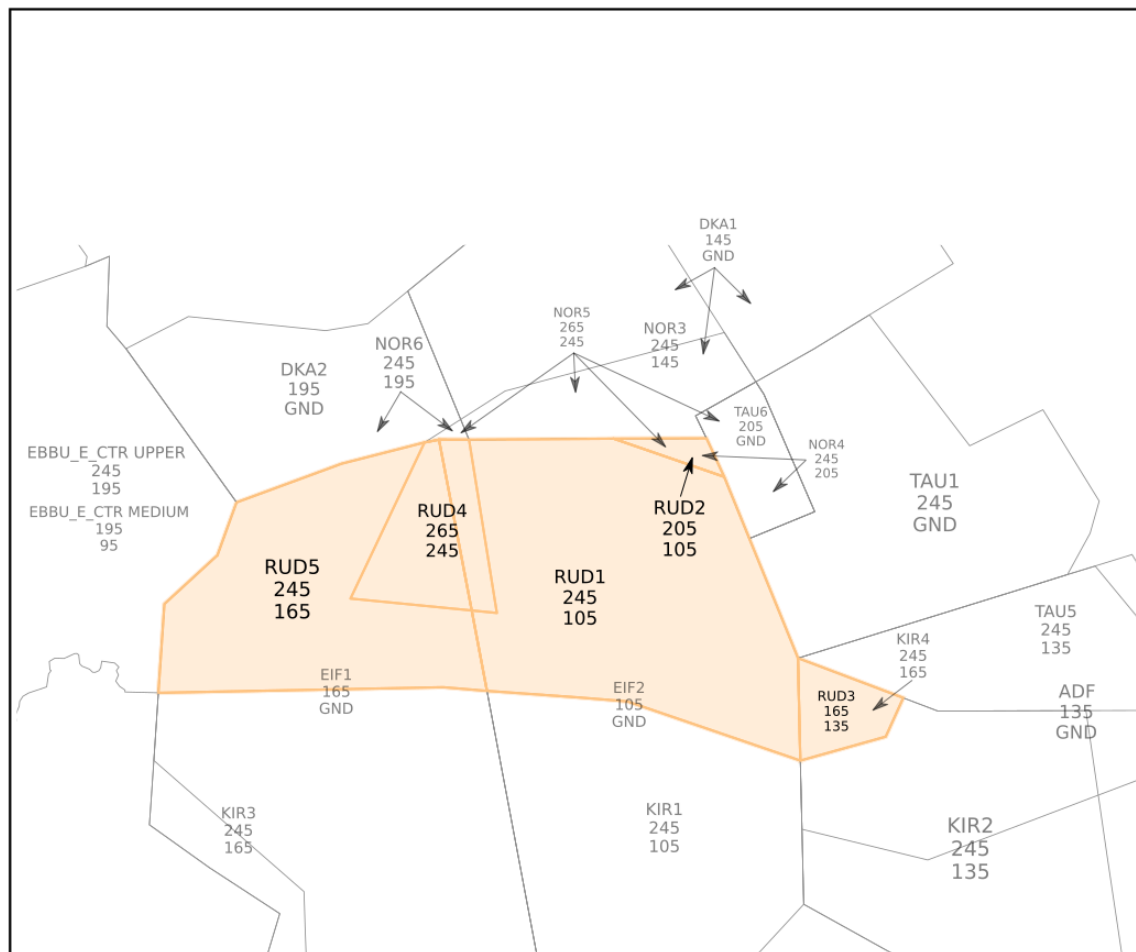 DKA1
145
GND
NOR5
265
245
NOR3
245
145
NOR6
245
195
DKA2
195
GND
TAU6
205
GND
NOR4
245
205
EBBU_E_CTR UPPER
245
195
EBBU_E_CTR MEDIUM
195
95
TAU1
245
GND
RUD4
265
245
RUD2
205
105
RUD5
245
165
RUD1
245
105
TAU5
245
135
KIR4
245
165
EIF1
165
GND
EIF2
105
GND
RUD3
165
135
ADF
135
GND
KIR3
245
165
KIR1
245
105
KIR2
245
135